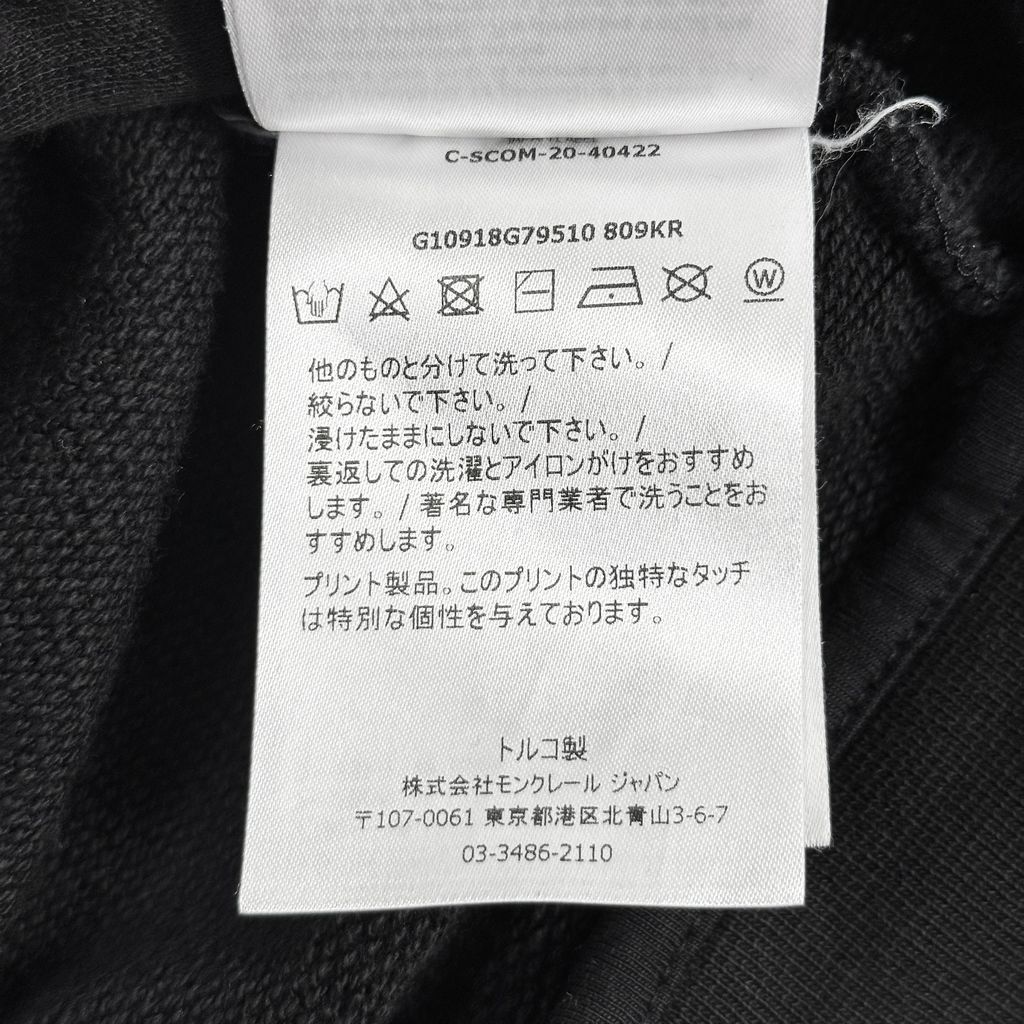 C-SCOM-20-40422
G10918G79510 809KR
W
他のものと分けて洗って下さい。/
絞らないで下さい。/
浸けたままにしないで下さい。/
裏返しての洗濯とアイロンがけをおすすめ
します。/ 著名な専門業者で洗うことをお
すすめします。
プリント製品。このプリントの独特なタッチ
は特別な個性を与えております。
トルコ製
株式会社モンクレール ジャパン
〒107-0061 東京都港区北青山3-6-7
03-3486-2110